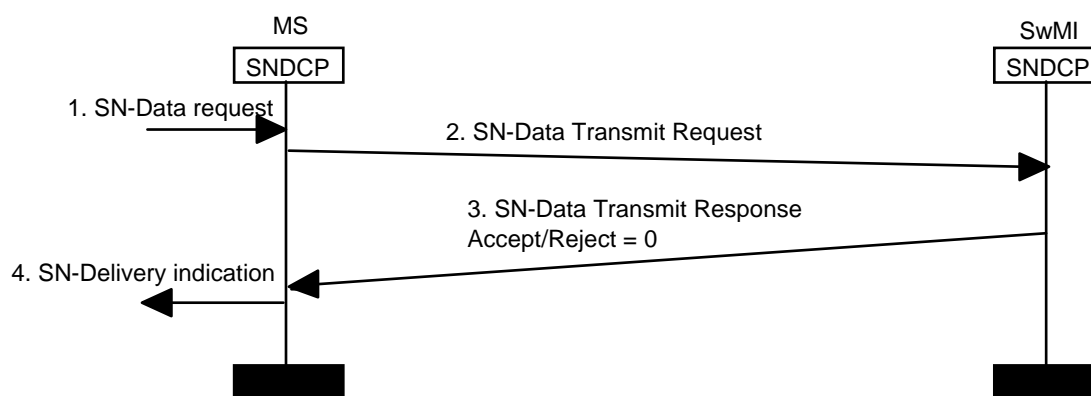 MS
SwMI
SNDCP
SNDCP
1. SN-Data request
2. SN-Data Transmit Request
3. SN-Data Transmit Response
Accept/Reject = 0
4. SN-Delivery indication